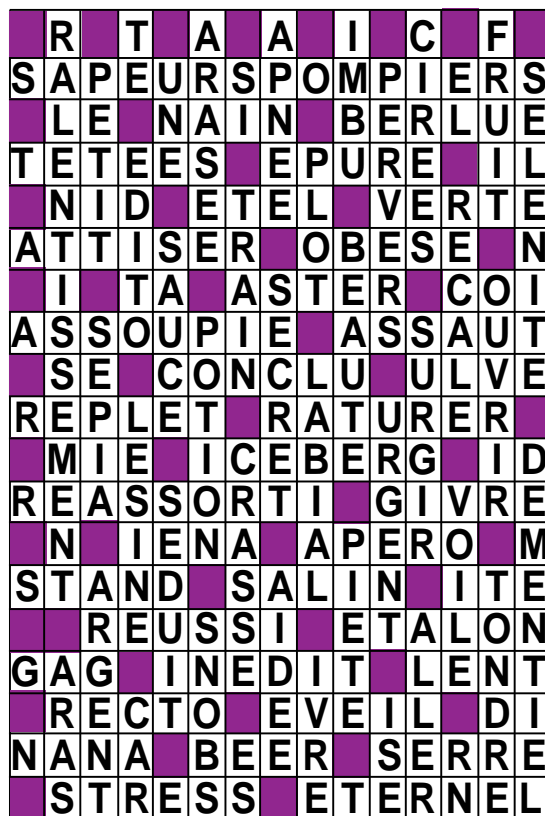 R T A A I C F
SAPEURSPOMPIERS
LE NAIN BERLUE
TETEES EPURE IL
NID ETEL VERTE
ATTISER OBESE N
I TA ASTER COI
ASSOUPIE ASSAUT
SE CONCLU ULVE
REPLET RATURER
MIE ICEBERG ID
REASSORTI GIVRE
N IENA APERO M
STAND SALIN ITE
REUSSI ETALON
GAG INEDIT LENT
RECTO EVEIL DI
NANA BEER SERRE
STRESS ETERNEL